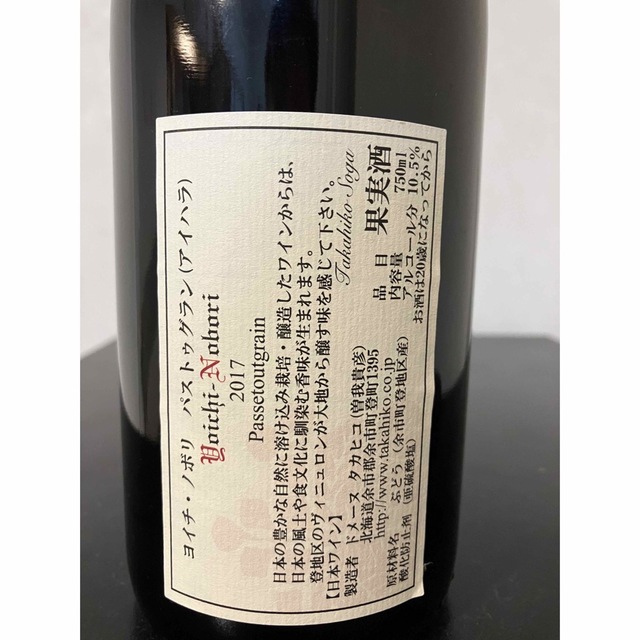 ヨイチ・ノボリ　パストゥグラン(アイハラ)
Yoichi-Nobori
2017
Passetoutgrain
日本の豊かな自然に溶け込み栽培・醸造したワインからは、
日本の風土や食文化に馴染む香味が生まれます。
登地区のヴィニュロンが大地から醸す味を感じて下さい。
Takahiko Soga
【日本ワイン】
製造者　ドメーヌ タカヒコ(曽我貴彦)
北海道余市郡余市町登町1395
http://www.takahiko.co.jp
原材料名　ぶどう（余市町登地区産）
酸化防止剤（亜硫酸塩）
品目　果実酒
内容量　750ml
アルコール分　10.5%
お酒は20歳になってから